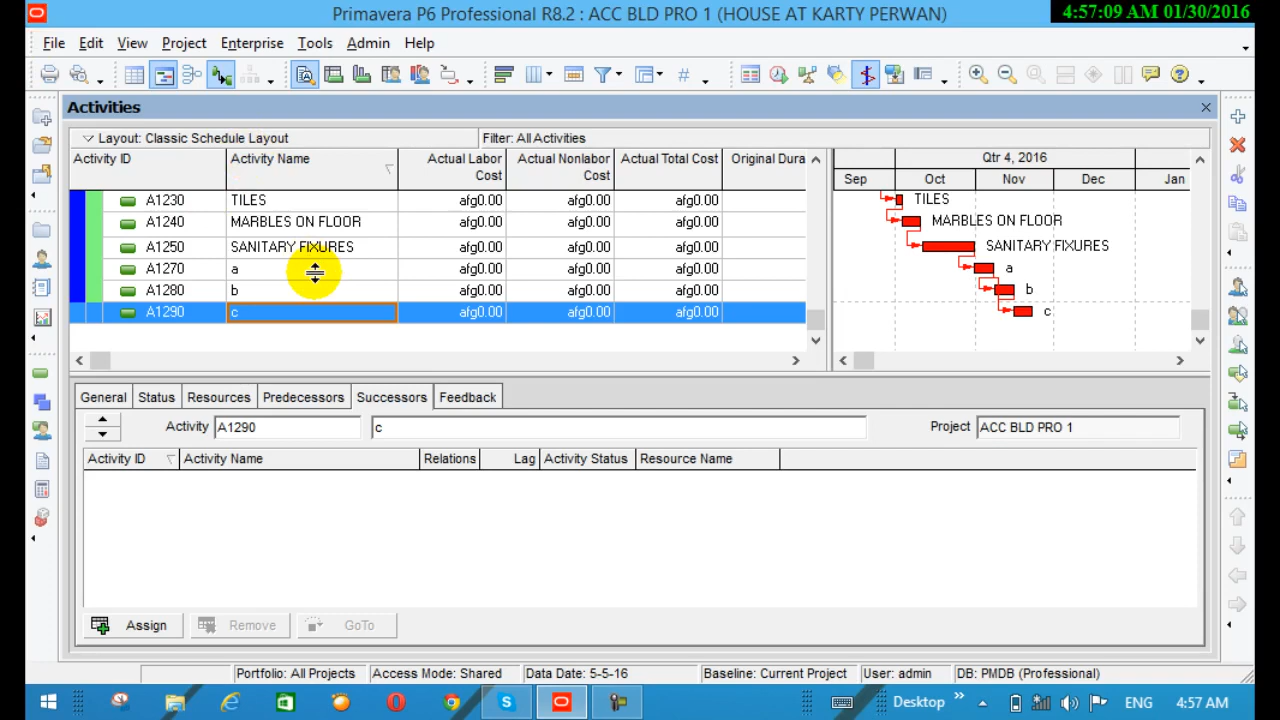 Primavera P6 Professional R8.2 : ACC BLD PRO 1 (HOUSE AT KARTY PERWAN)
4:57:09 AM 01/30/2016
File Edit View Project Enterprise Tools Admin Help
Activities
Layout: Classic Schedule Layout Filter: All Activities
Activity ID Activity Name Actual Labor Cost Actual Nonlabor Cost Actual Total Cost Original Dura
Qtr 4, 2016
Sep Oct Nov Dec Jan
A1230 TILES afg0.00 afg0.00 afg0.00 TILES
A1240 MARBLES ON FLOOR afg0.00 afg0.00 afg0.00 MARBLES ON FLOOR
A1250 SANITARY FIXURES afg0.00 afg0.00 afg0.00 SANITARY FIXURES
A1270 a afg0.00 afg0.00 afg0.00 a
A1280 b afg0.00 afg0.00 afg0.00 b
A1290 c afg0.00 afg0.00 afg0.00 c
General Status Resources Predecessors Successors Feedback
Activity A1290 c Project ACC BLD PRO 1
Activity ID Activity Name Relations Lag Activity Status Resource Name
Assign Remove GoTo
Portfolio: All Projects Access Mode: Shared Data Date: 5-5-16 Baseline: Current Project User: admin DB: PMDB (Professional)
Desktop ENG 4:57 AM